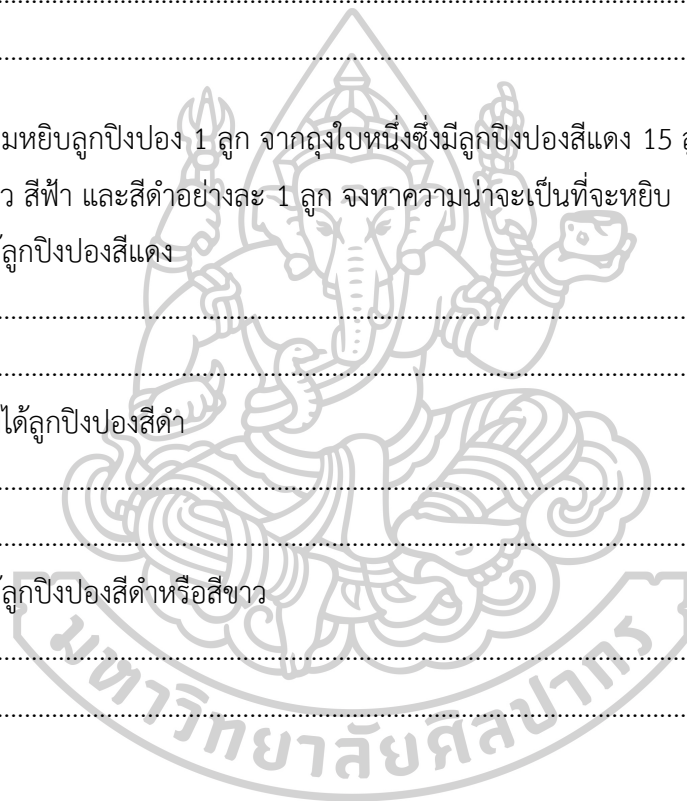 มหยิบลูกปิงปอง 1 ลูก จากถุงใบหนึ่งซึ่งมีลูกปิงปองสีแดง 15
ว สีฟ้า และสีดำอย่างละ 1 ลูก จงหาความน่าจะเป็นที่จะหยิบ
ลูกปิงปองสีแดง
ได้ลูกปิงปองสีดำ
ลูกปิงปองสีดำหรือสีขาว
มหาวิทยาลัยศิลปากร